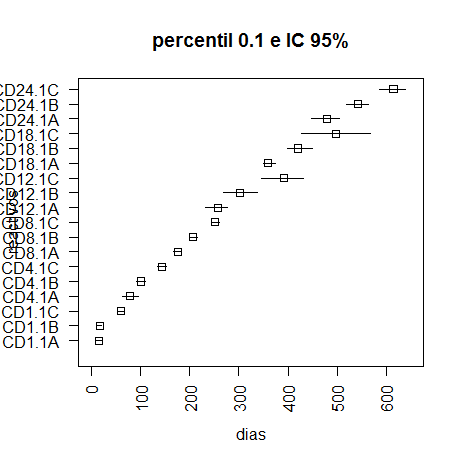 percentil 0.1 e IC 95%
CD24.1C
CD24.1B
CD24.1A
CD18.1C
CD18.1B
CD18.1A
CD12.1C
CD12.1B
CD12.1A
CD8.1C
CD8.1B
CD8.1A
CD4.1C
CD4.1B
CD4.1A
CD1.1C
CD1.1B
CD1.1A
0 100 200 300 400 500 600
dias